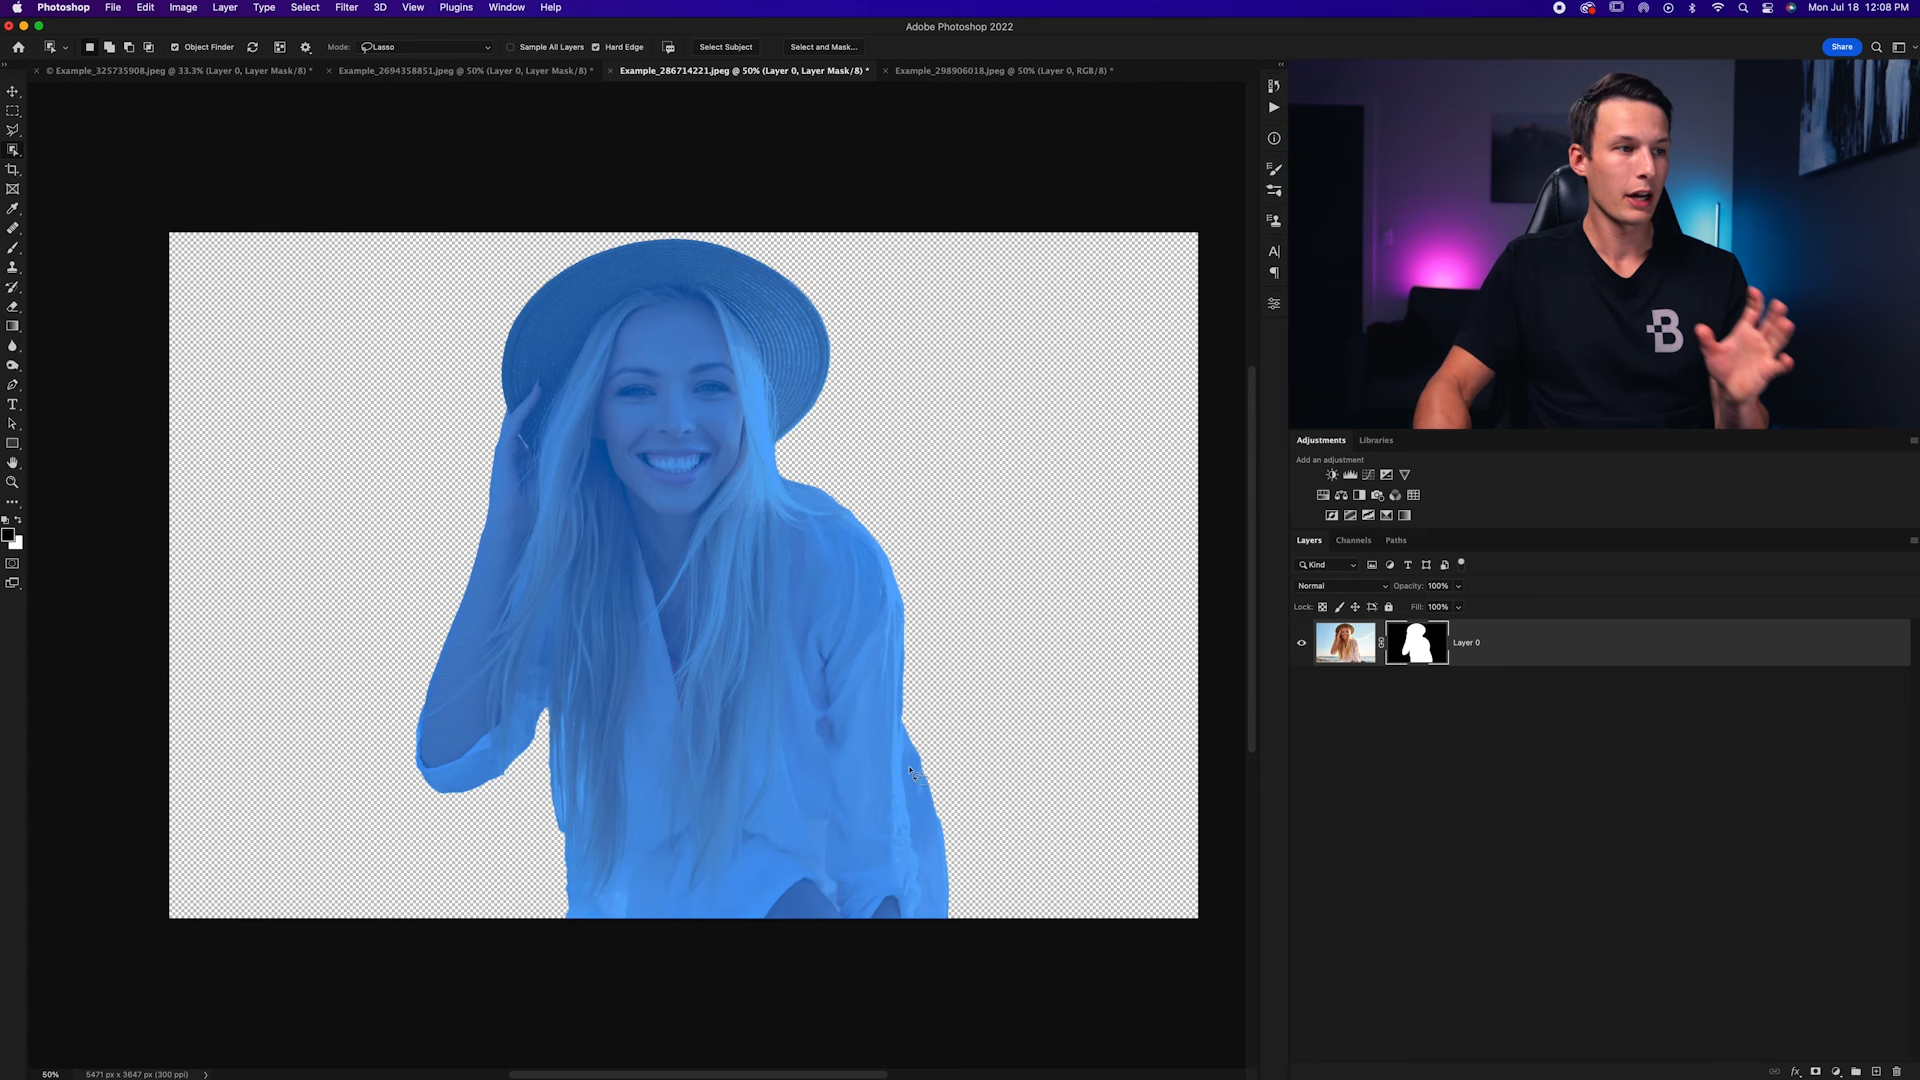 Photoshop File Edit Image Layer Type Select Filter 3D View Plugins Window Help Mon Jul 18 12:08 PM
Adobe Photoshop 2022
Object Finder Mode: Lasso Sample All Layers Hard Edge Select Subject Select and Mask... Share
© Example_325735908.jpeg @ 33.3% (Layer 0, Layer Mask/8) * Example_2694358851.jpeg @ 50% (Layer 0, Layer Mask/8) * Example_286714221.jpeg @ 50% (Layer 0, Layer Mask/8) * Example_298906018.jpeg @ 50% (Layer 0, RGB/8) *
B
Adjustments Libraries
Add an adjustment
Layers Channels Paths
Kind
Normal Opacity: 100%
Lock: Fill: 100%
Layer 0
50% 5471 px x 3647 px (300 ppi)